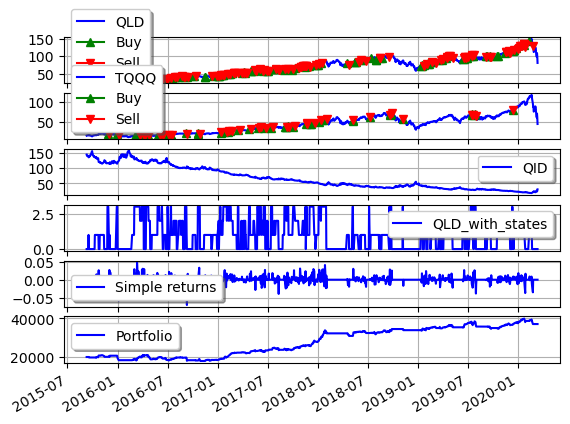 QLD
Buy
Sell
150
100
50
TQQQ
Buy
Sell
100
50
150
100
50
QID
2.5
0.0
QLD_with_states
0.05
0.00
−0.05
Simple returns
40000
20000
Portfolio
2015-07
2016-01
2016-07
2017-01
2017-07
2018-01
2018-07
2019-01
2019-07
2020-01